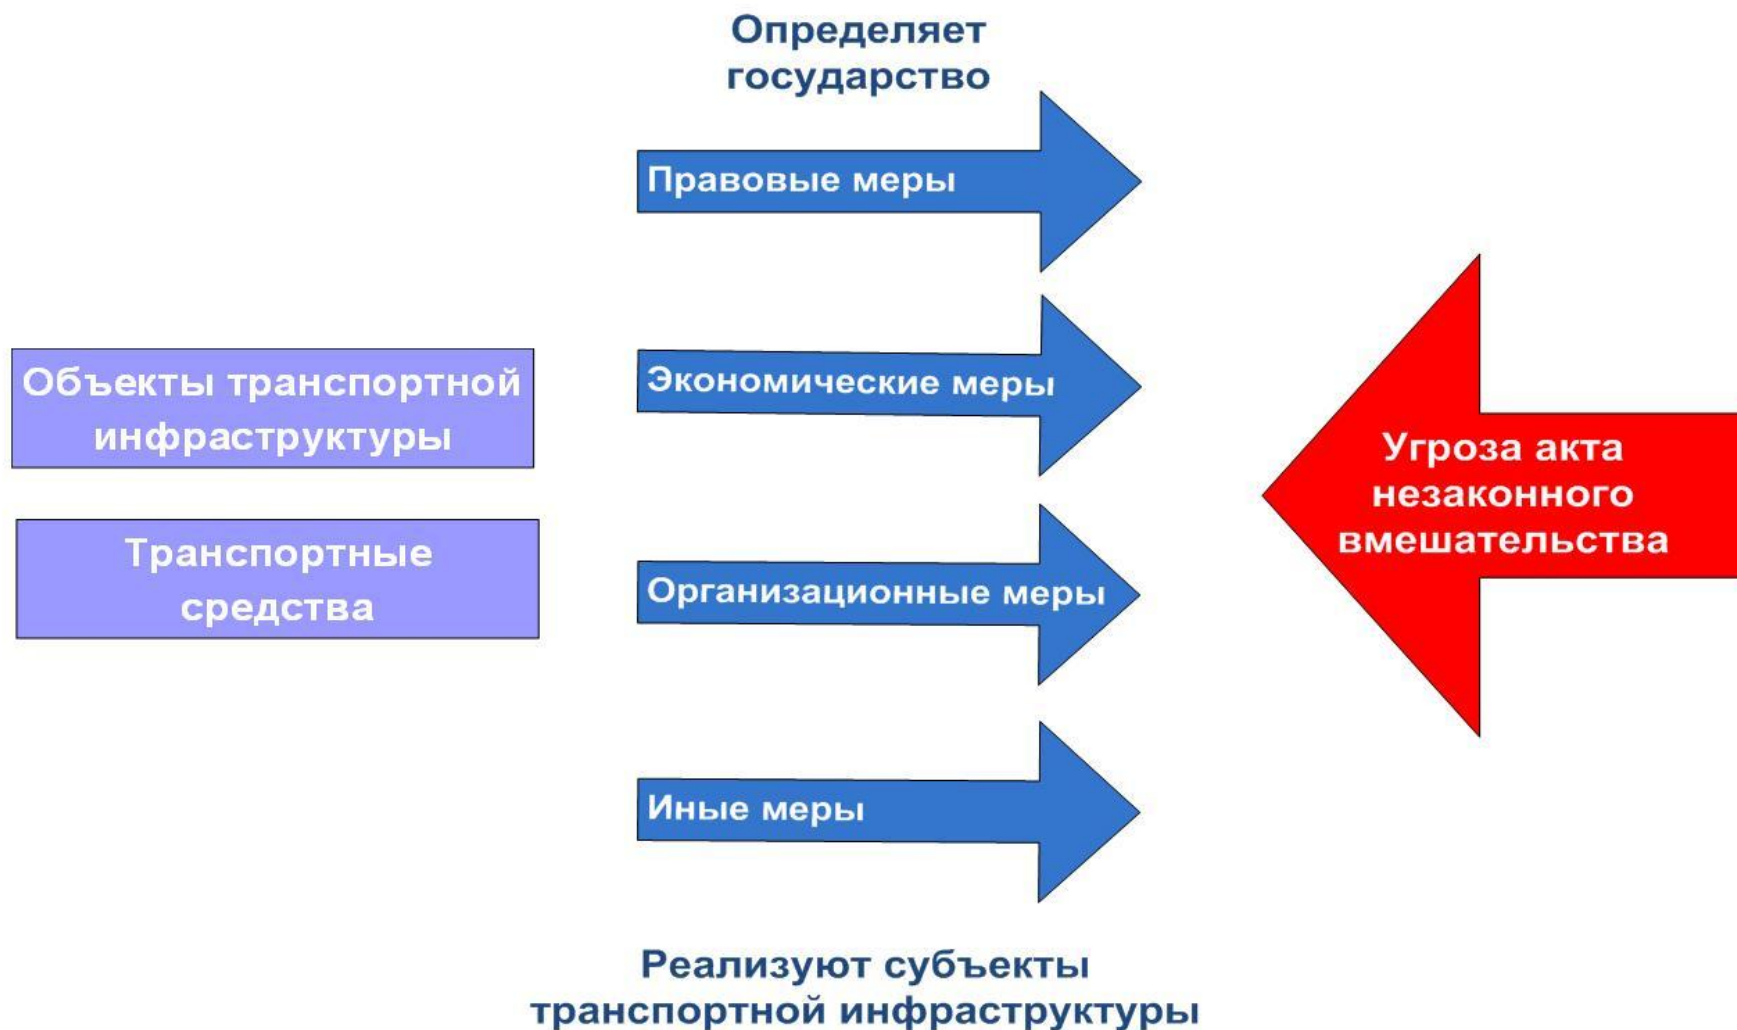 Определяет
государство
Правовые меры
Объекты транспортной
инфраструктуры
Транспортные
средства
Экономические меры
Организационные меры
Иные меры
Угроза акта
незаконного
вмешательства
Реализуют субъекты
транспортной инфраструктуры